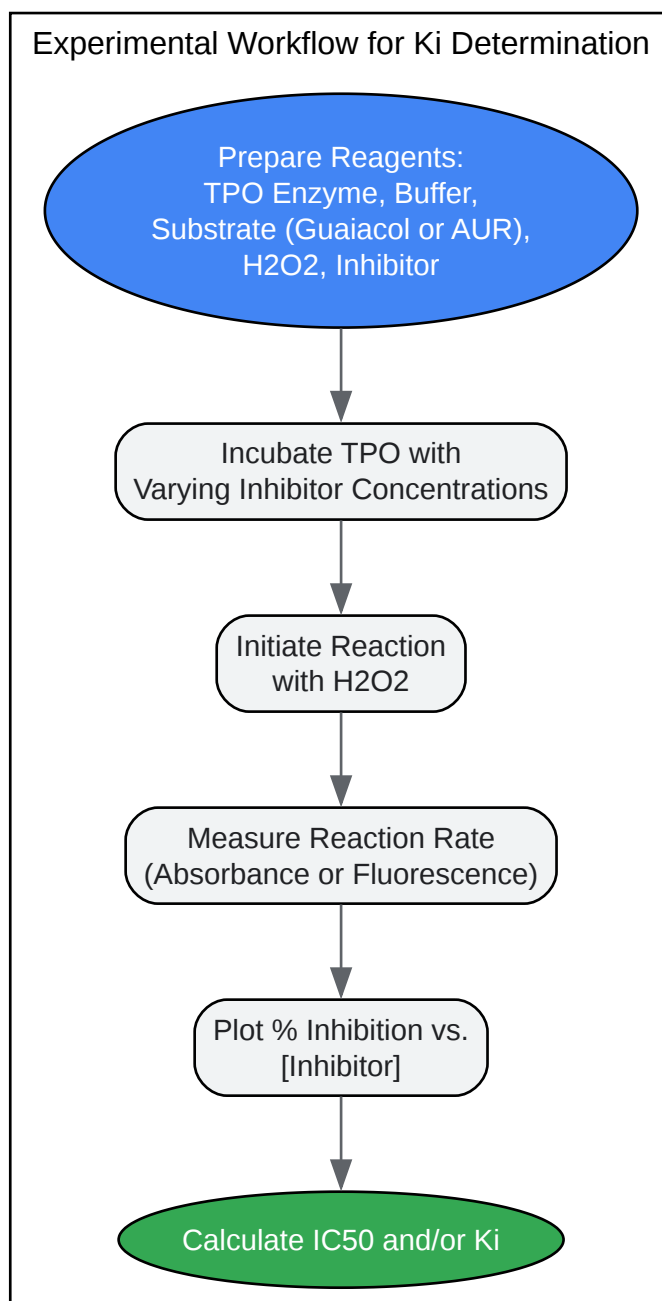 Experimental Workflow for Ki Determination
Prepare Reagents:
TPO Enzyme, Buffer,
Substrate (Guaiacol or AUR),
H2O2, Inhibitor
Incubate TPO with
Varying Inhibitor Concentrations
Initiate Reaction
with H2O2
Measure Reaction Rate
(Absorbance or Fluorescence)
Plot % Inhibition vs.
[Inhibitor]
Calculate IC50 and/or Ki